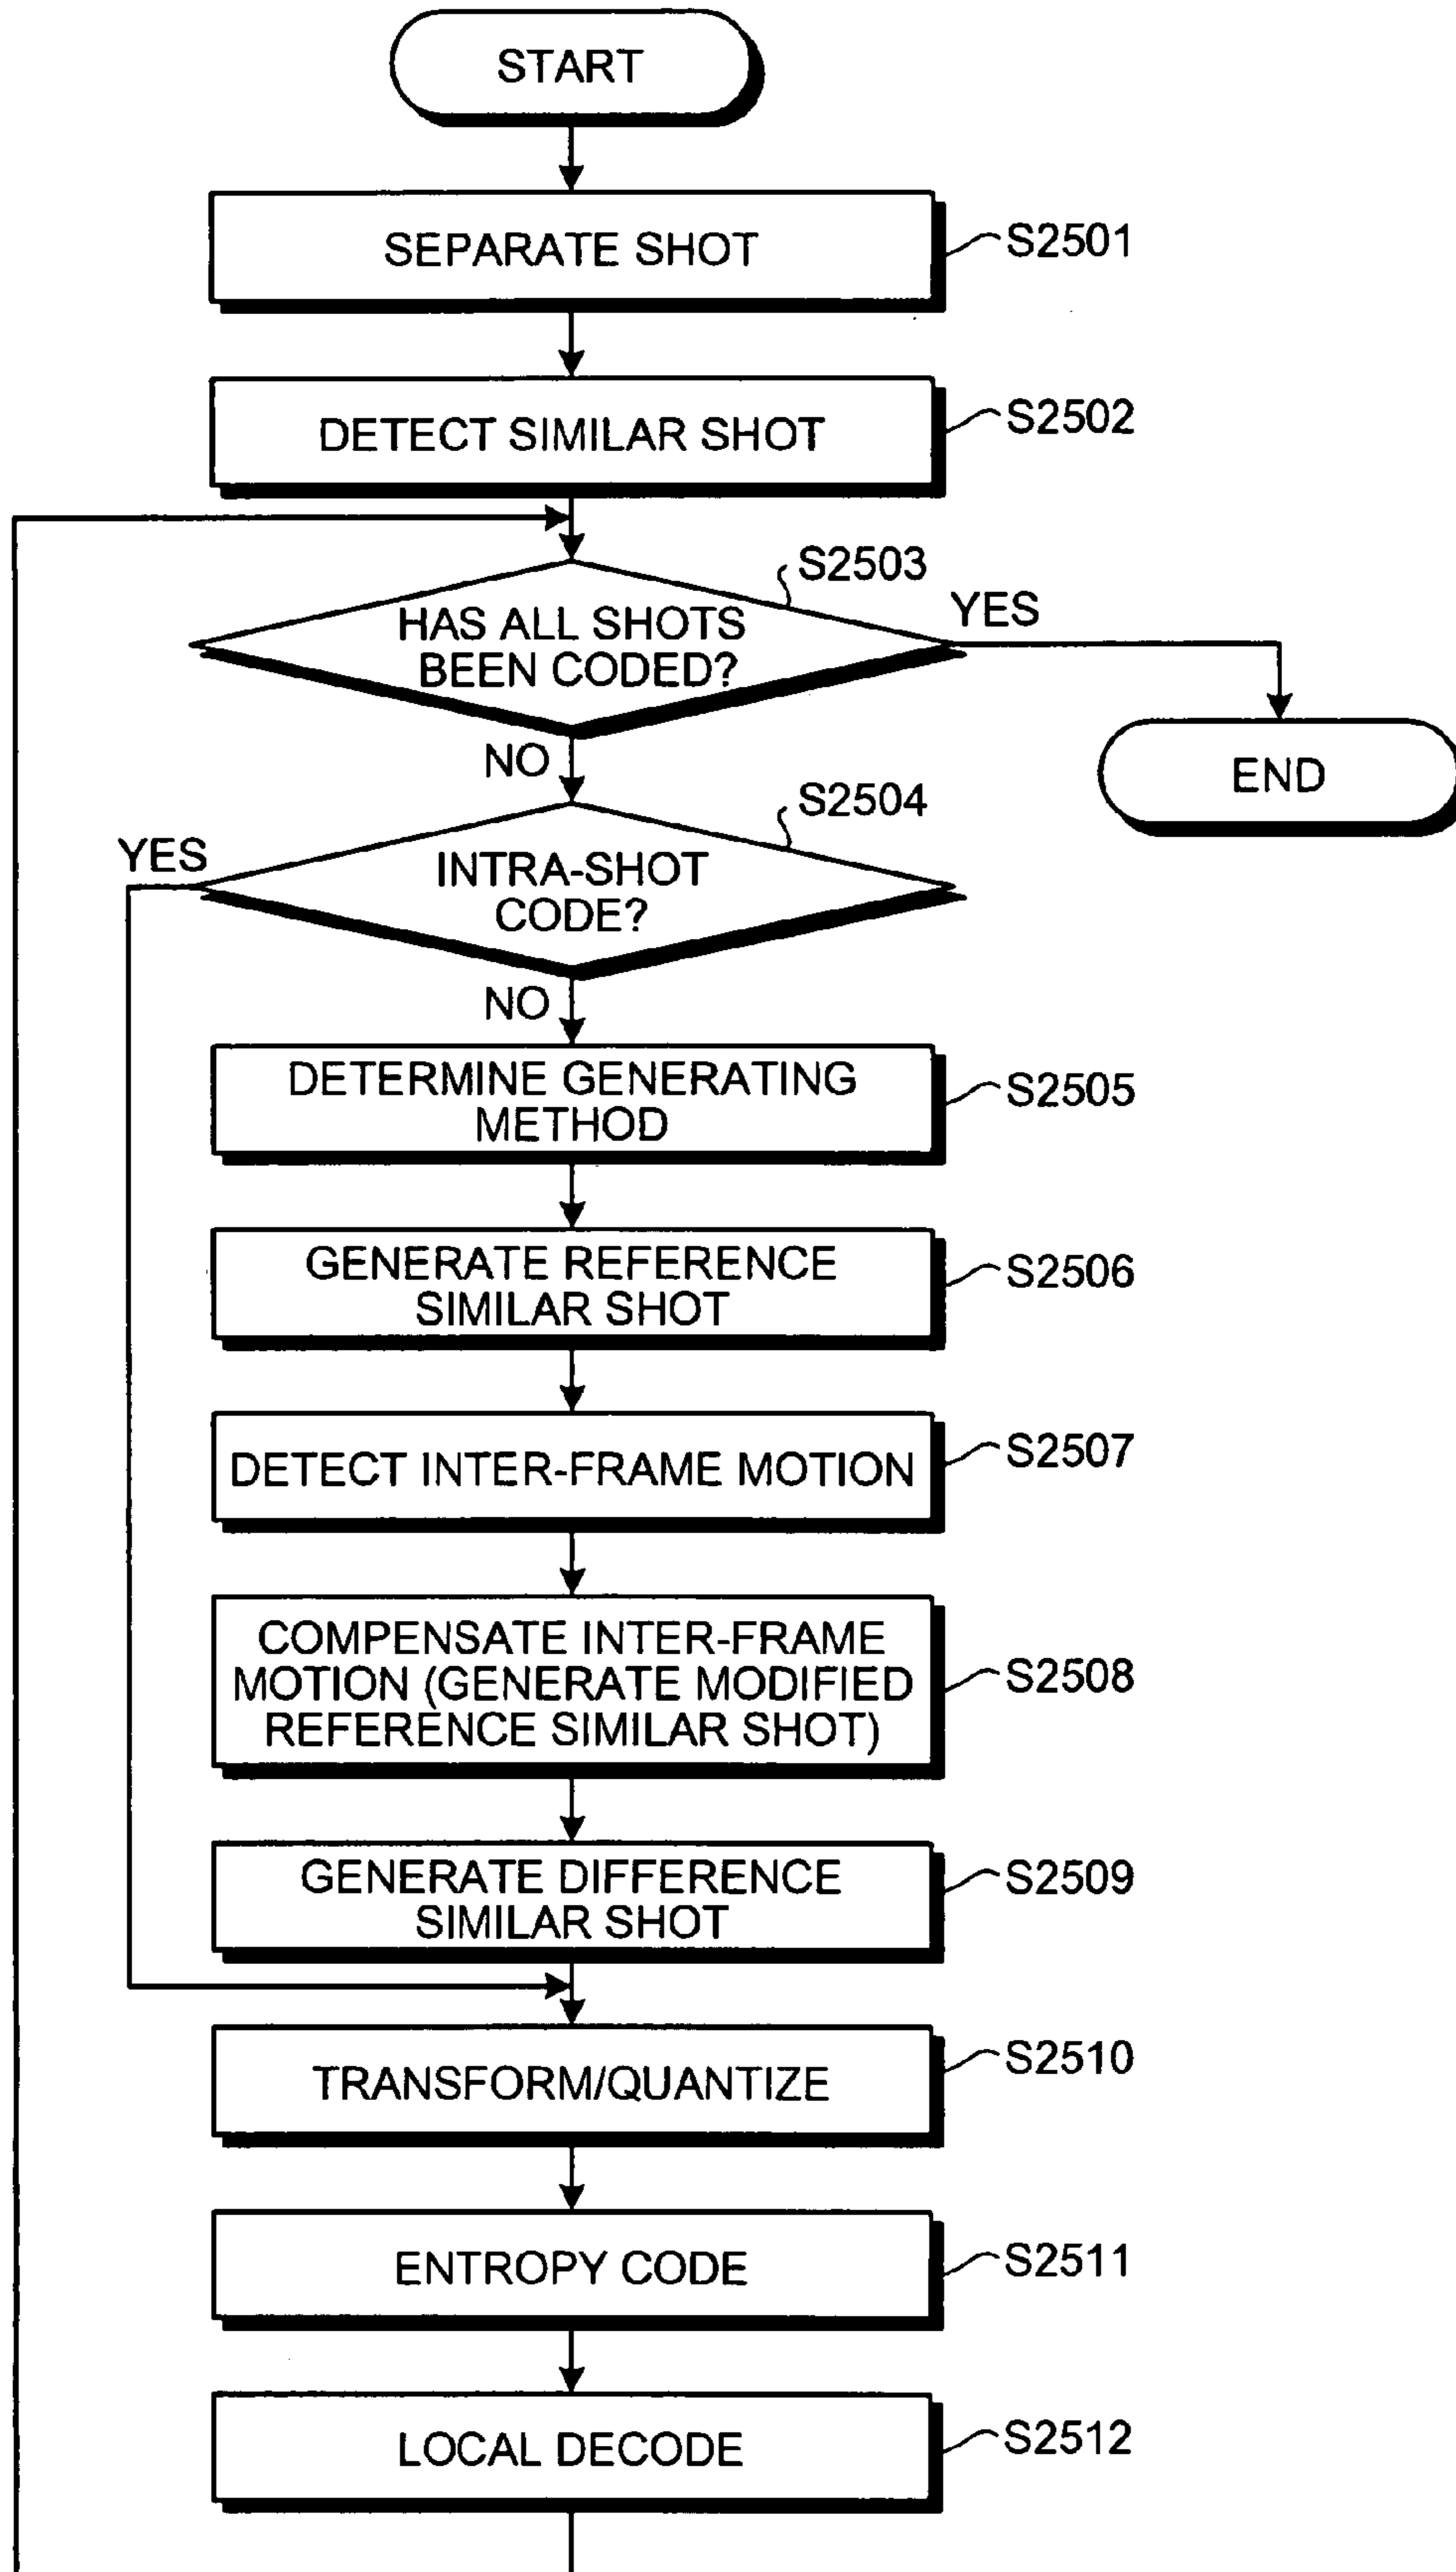 START
SEPARATE SHOT
S2501
DETECT SIMILAR SHOT
S2502
S2503
HAS ALL SHOTS
BEEN CODED?
YES
NO
END
S2504
YES
INTRA-SHOT
CODE?
NO
DETERMINE GENERATING
METHOD
S2505
GENERATE REFERENCE
SIMILAR SHOT
S2506
DETECT INTER-FRAME MOTION
S2507
COMPENSATE INTER-FRAME
MOTION (GENERATE MODIFIED
REFERENCE SIMILAR SHOT)
S2508
GENERATE DIFFERENCE
SIMILAR SHOT
S2509
TRANSFORM/QUANTIZE
S2510
ENTROPY CODE
S2511
LOCAL DECODE
S2512